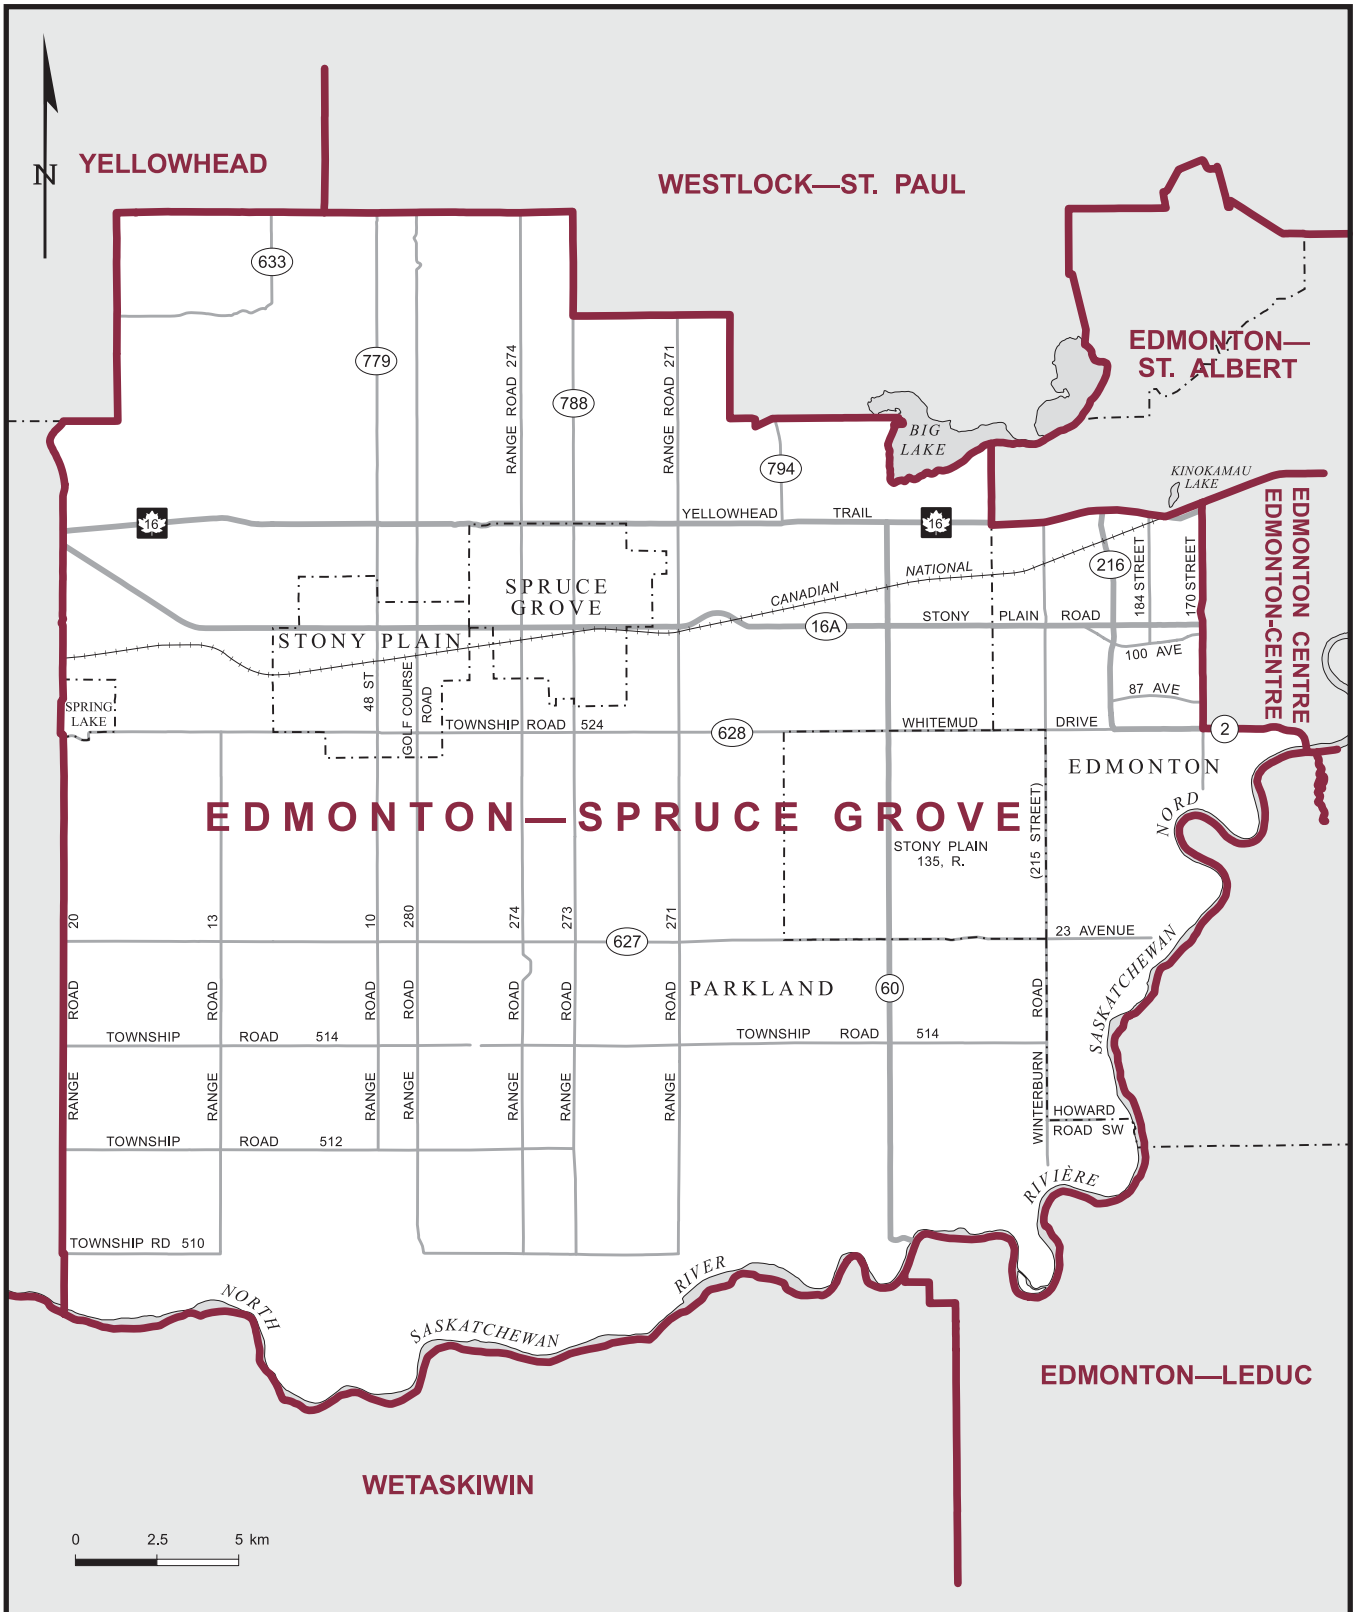 N
YELLOWHEAD
WESTLOCK—ST. PAUL
EDMONTON—
ST. ALBERT
633
779
788
794
RANGE ROAD 274
RANGE ROAD 271
BIG
LAKE
KINOKAMAU
LAKE
EDMONTON CENTRE
EDMONTON-CENTRE
16
YELLOWHEAD TRAIL
16
216
184 STREET
170 STREET
SPRUCE
GROVE
CANADIAN NATIONAL
STONY PLAIN
16A
STONY PLAIN ROAD
100 AVE
87 AVE
48 ST
GOLF COURSE
ROAD
SPRING
LAKE
TOWNSHIP ROAD 524
628
WHITEMUD DRIVE
2
EDMONTON
EDMONTON—SPRUCE GROVE
STONY PLAIN
135, R.
(215 STREET)
WINTERBURN ROAD
RANGE ROAD 20
RANGE ROAD 13
RANGE ROAD 10
RANGE ROAD 280
RANGE ROAD 274
RANGE ROAD 273
RANGE ROAD 271
627
23 AVENUE
PARKLAND
60
TOWNSHIP ROAD 514
TOWNSHIP ROAD 514
TOWNSHIP ROAD 512
HOWARD
ROAD SW
TOWNSHIP RD 510
RIVIÈRE SASKATCHEWAN NORD
NORTH SASKATCHEWAN RIVER
EDMONTON—LEDUC
WETASKIWIN
0 2.5 5 km